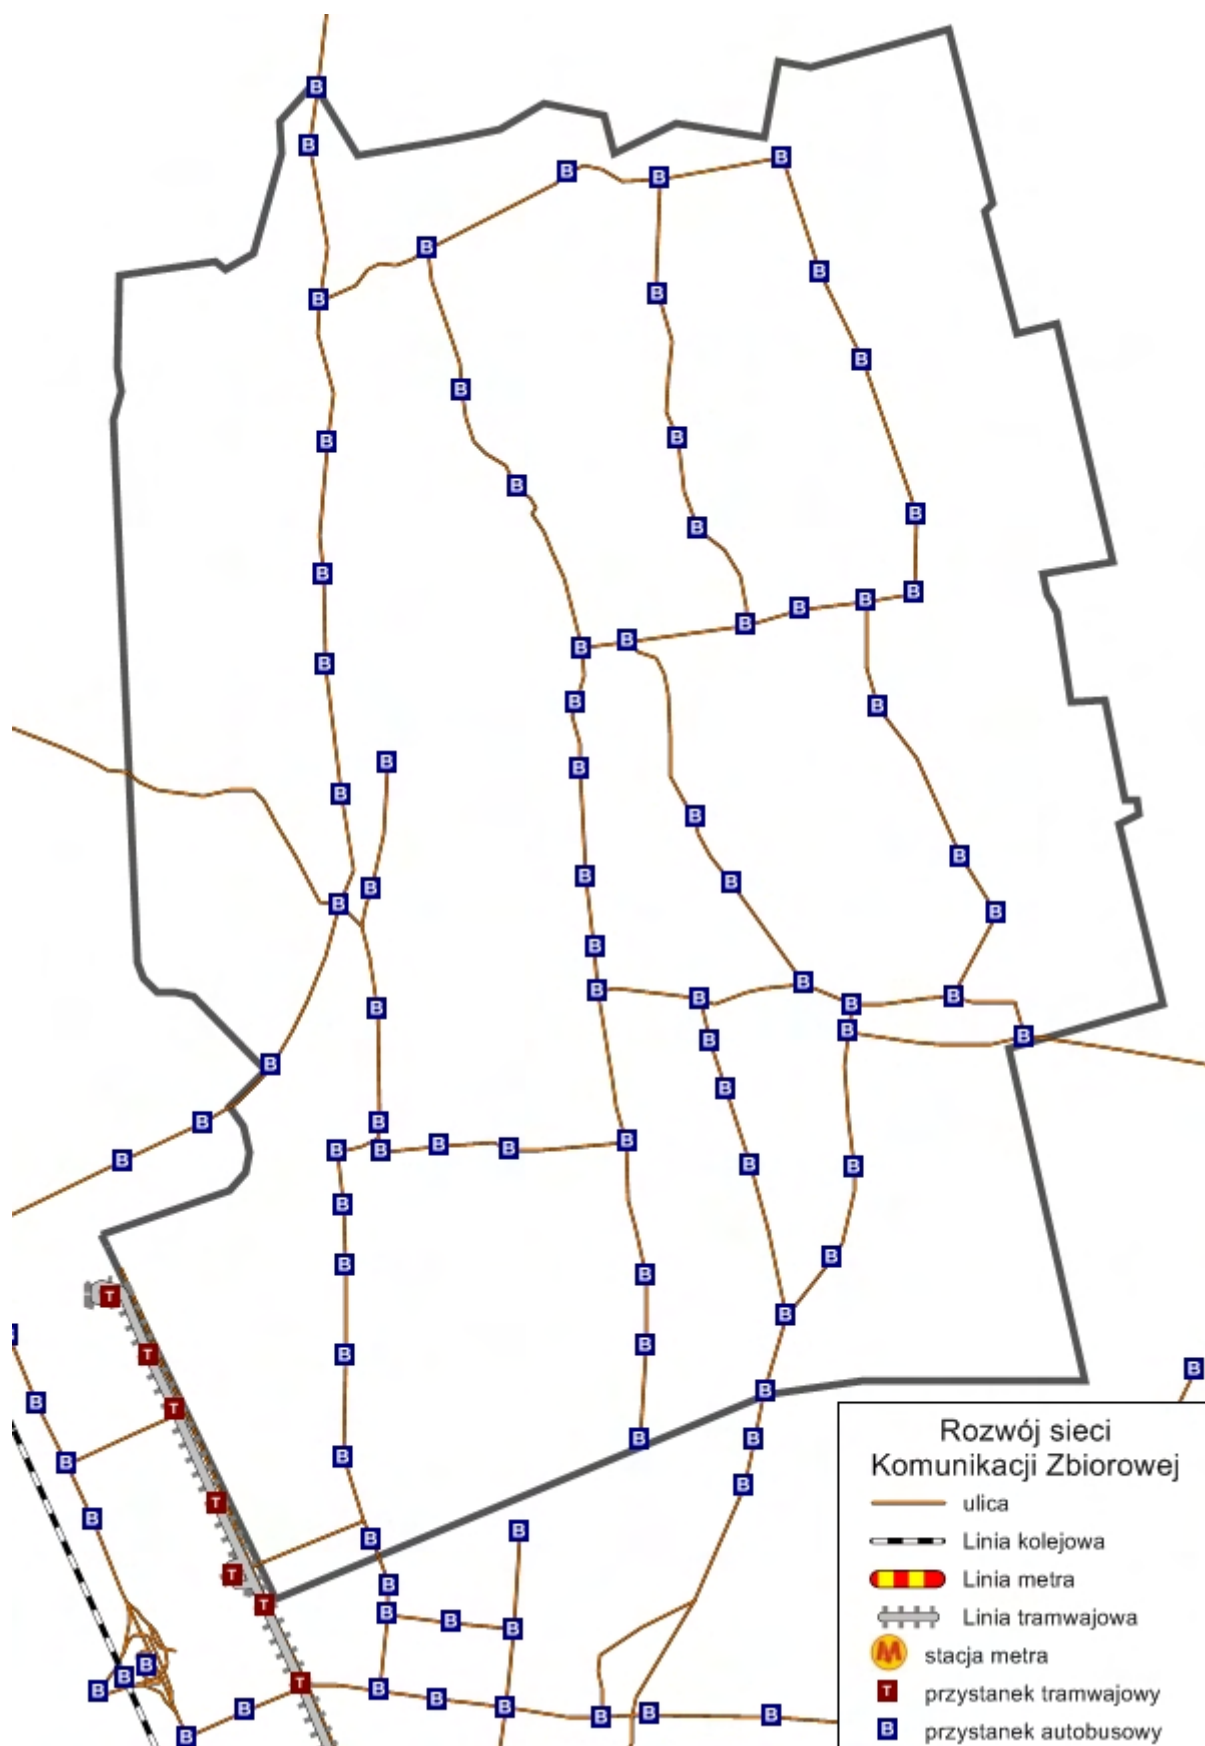 Rozwój sieci
Komunikacji Zbiorowej
ulica
Linia kolejowa
Linia metra
Linia tramwajowa
M stacja metra
T przystanek tramwajowy
B przystanek autobusowy